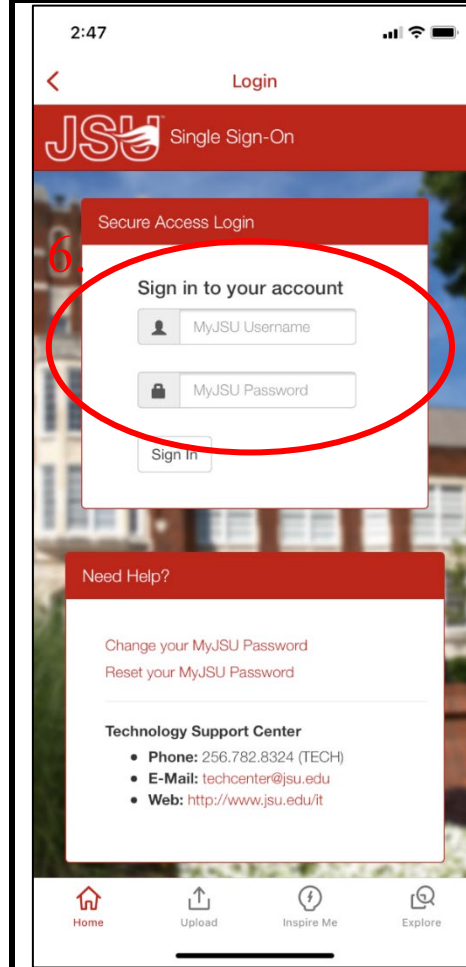 2:47
Login
JSU Single Sign-On
Secure Access Login
6.
Sign in to your account
MyJSU Username
MyJSU Password
Sign In
Need Help?
Change your MyJSU Password
Reset your MyJSU Password
Technology Support Center
• Phone: 256.782.8324 (TECH)
• E-Mail: techcenter@jsu.edu
• Web: http://www.jsu.edu/it
Home Upload Inspire Me Explore